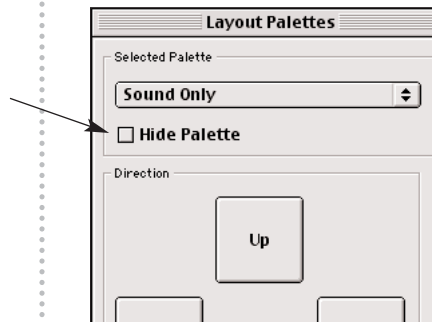 Layout Palettes
Selected Palette
Sound Only
Hide Palette
Direction
Up